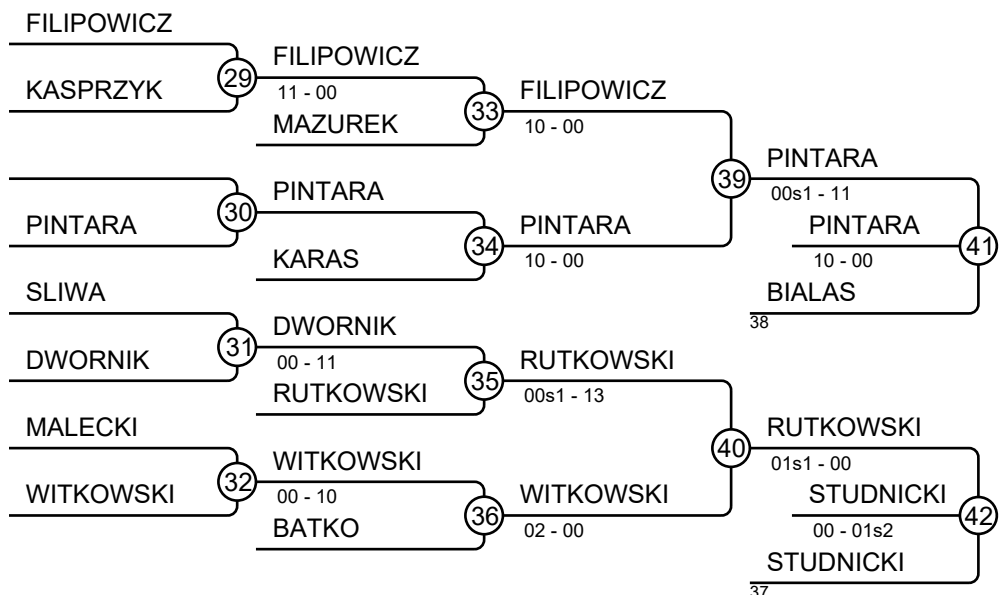 FILIPOWICZ
29
FILIPOWICZ
KASPRZYK
11 - 00
33
FILIPOWICZ
MAZUREK
10 - 00
39
PINTARA
30
PINTARA
00s1 - 11
PINTARA
34
PINTARA
PINTARA
41
KARAS
10 - 00
10 - 00
SLIWA
BIALAS
38
31
DWORNIK
DWORNIK
00 - 11
35
RUTKOWSKI
RUTKOWSKI
00s1 - 13
MALECKI
40
RUTKOWSKI
32
WITKOWSKI
01s1 - 00
WITKOWSKI
00 - 10
36
WITKOWSKI
STUDNICKI
42
BATKO
02 - 00
00 - 01s2
STUDNICKI
37